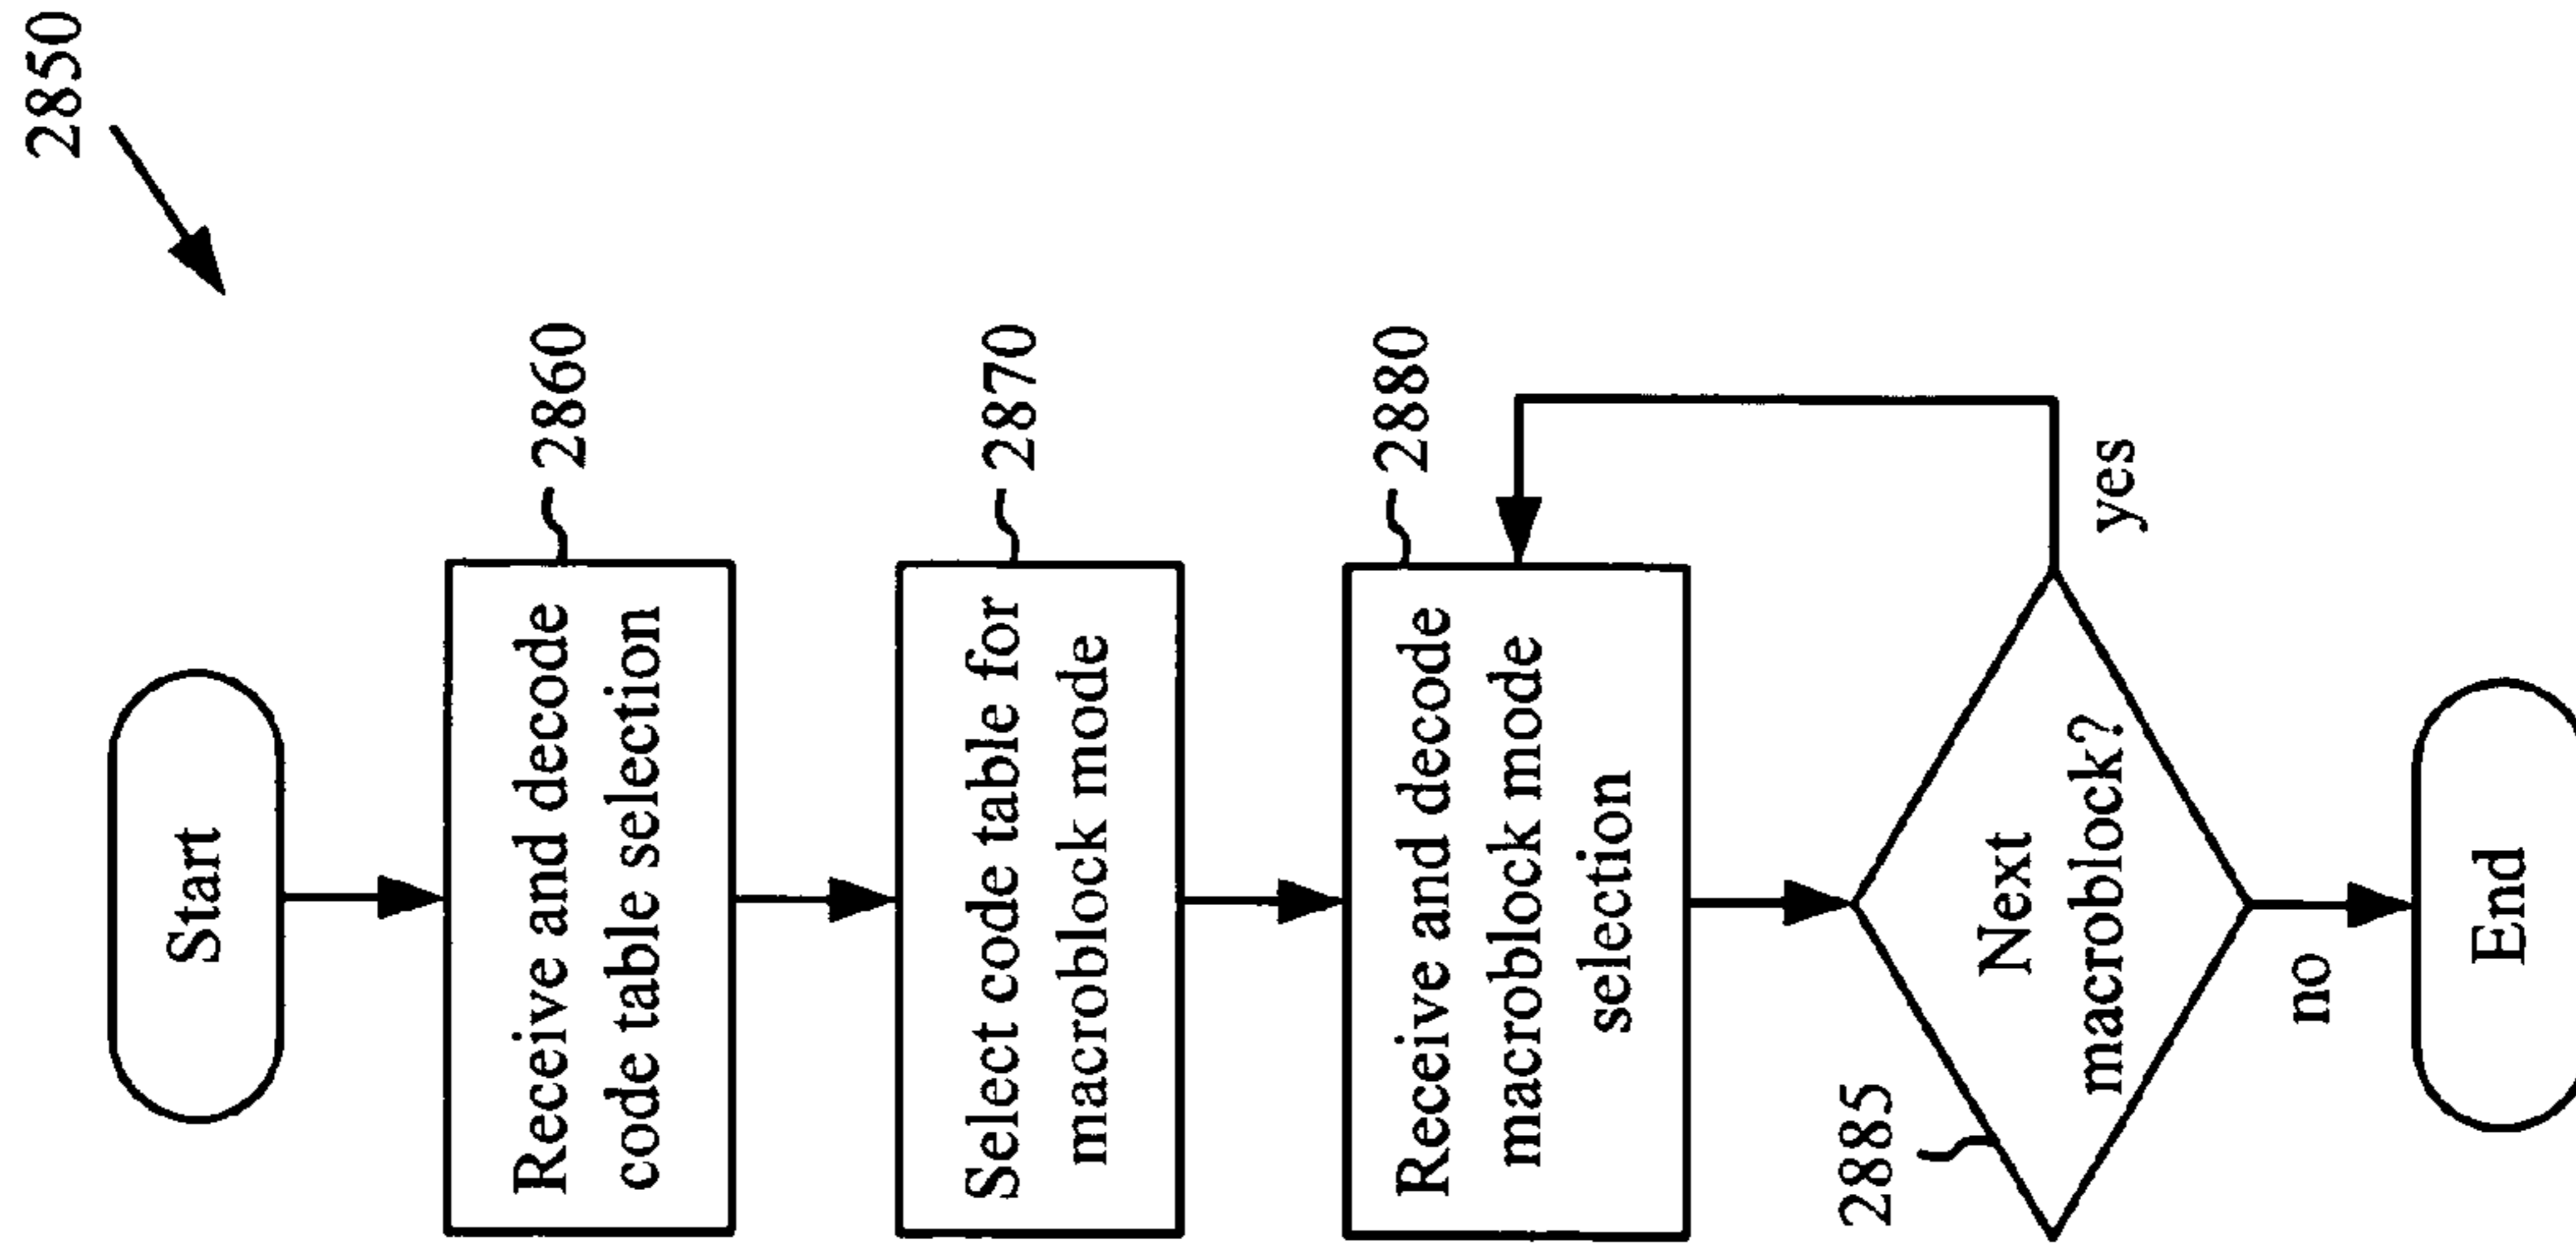 2850
Start
Receive and decode
code table selection
2860
Select code table for
macroblock mode
2870
Receive and decode
macroblock mode
selection
2880
2885
Next
macroblock?
yes
no
End